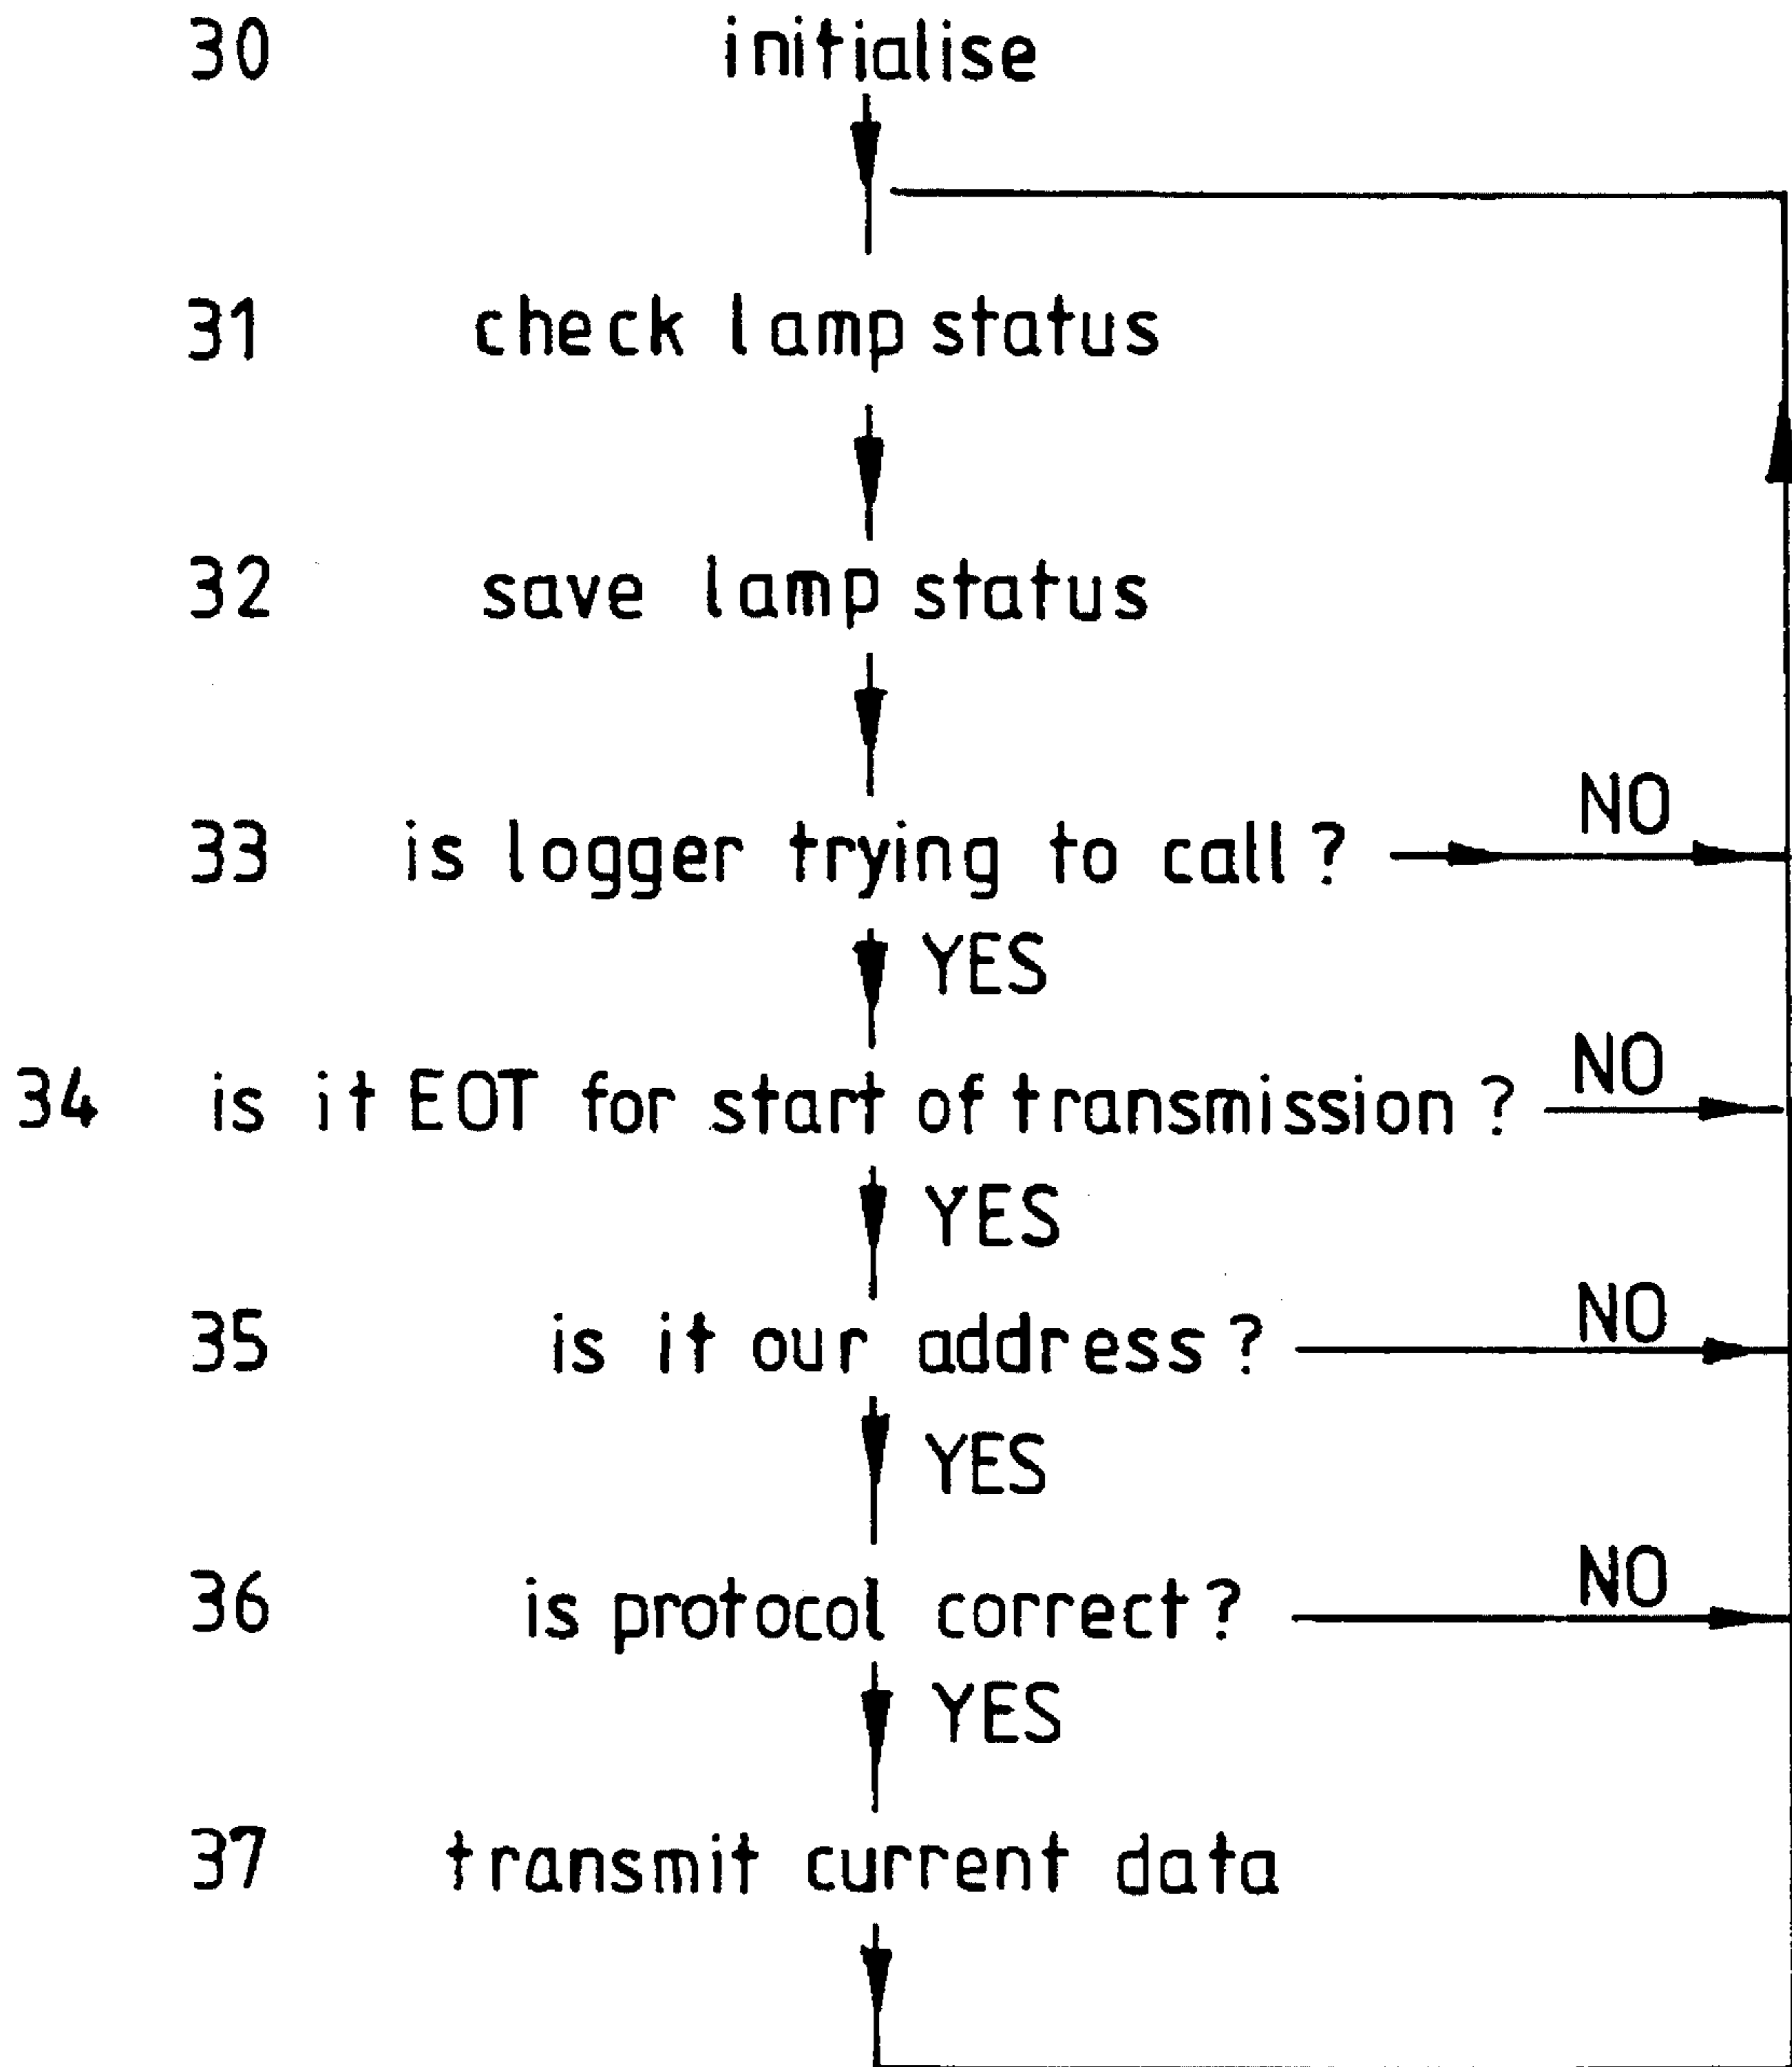 30 initialise
31 check lamp status
32 save lamp status
33 is logger trying to call? NO
YES
34 is it EOT for start of transmission? NO
YES
35 is it our address? NO
YES
36 is protocol correct? NO
YES
37 transmit current data